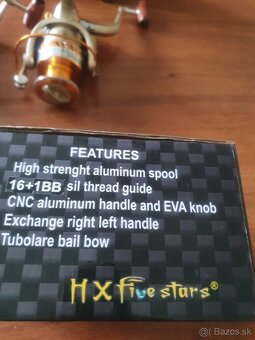 FEATURES
High strenght aluminum spool
16+1BB sil thread guide
CNC aluminum handle and EVA knob
Exchange right left handle
Tubolare bail bow
HX Five stars®
© Bazos.sk